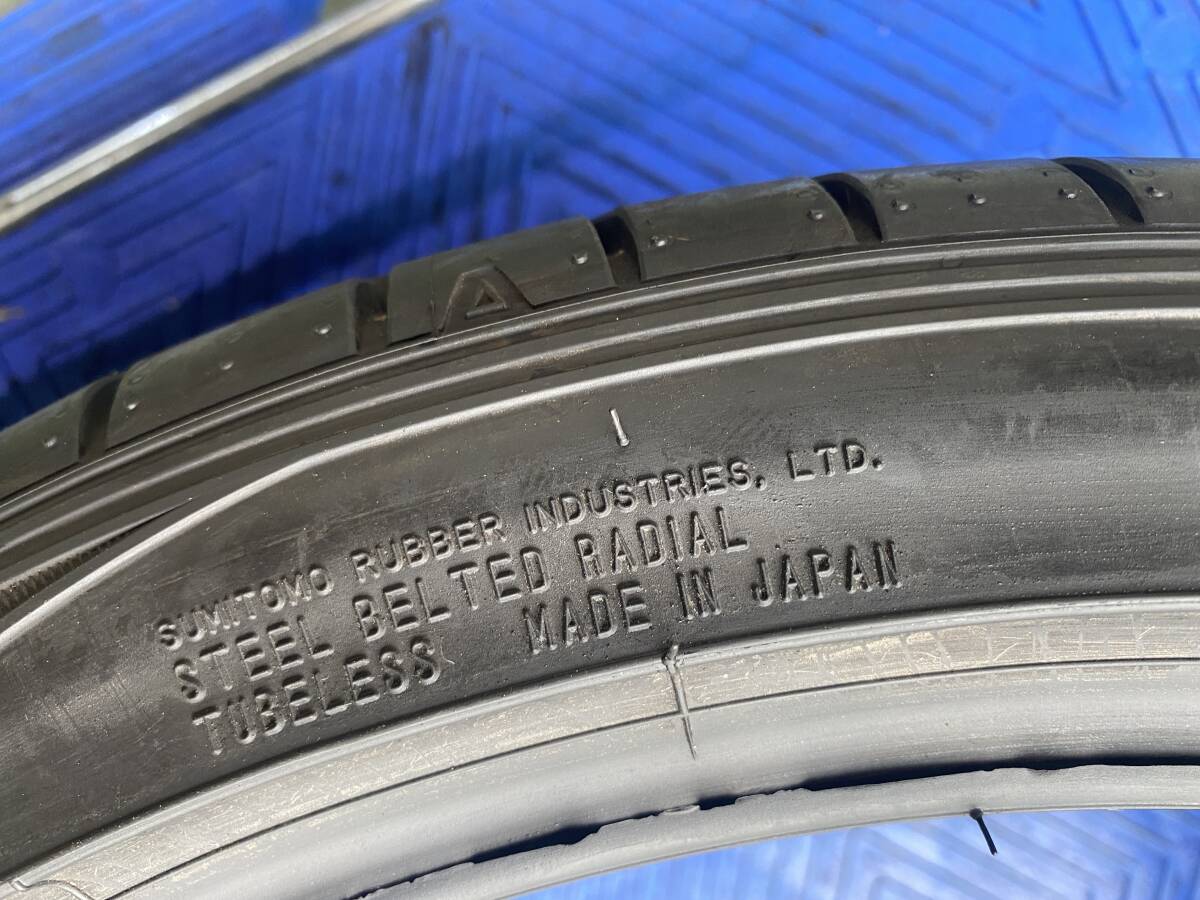 SUMITOMO RUBBER INDUSTRIES, LTD.
STEEL BELTED RADIAL
TUBELESS MADE IN JAPAN